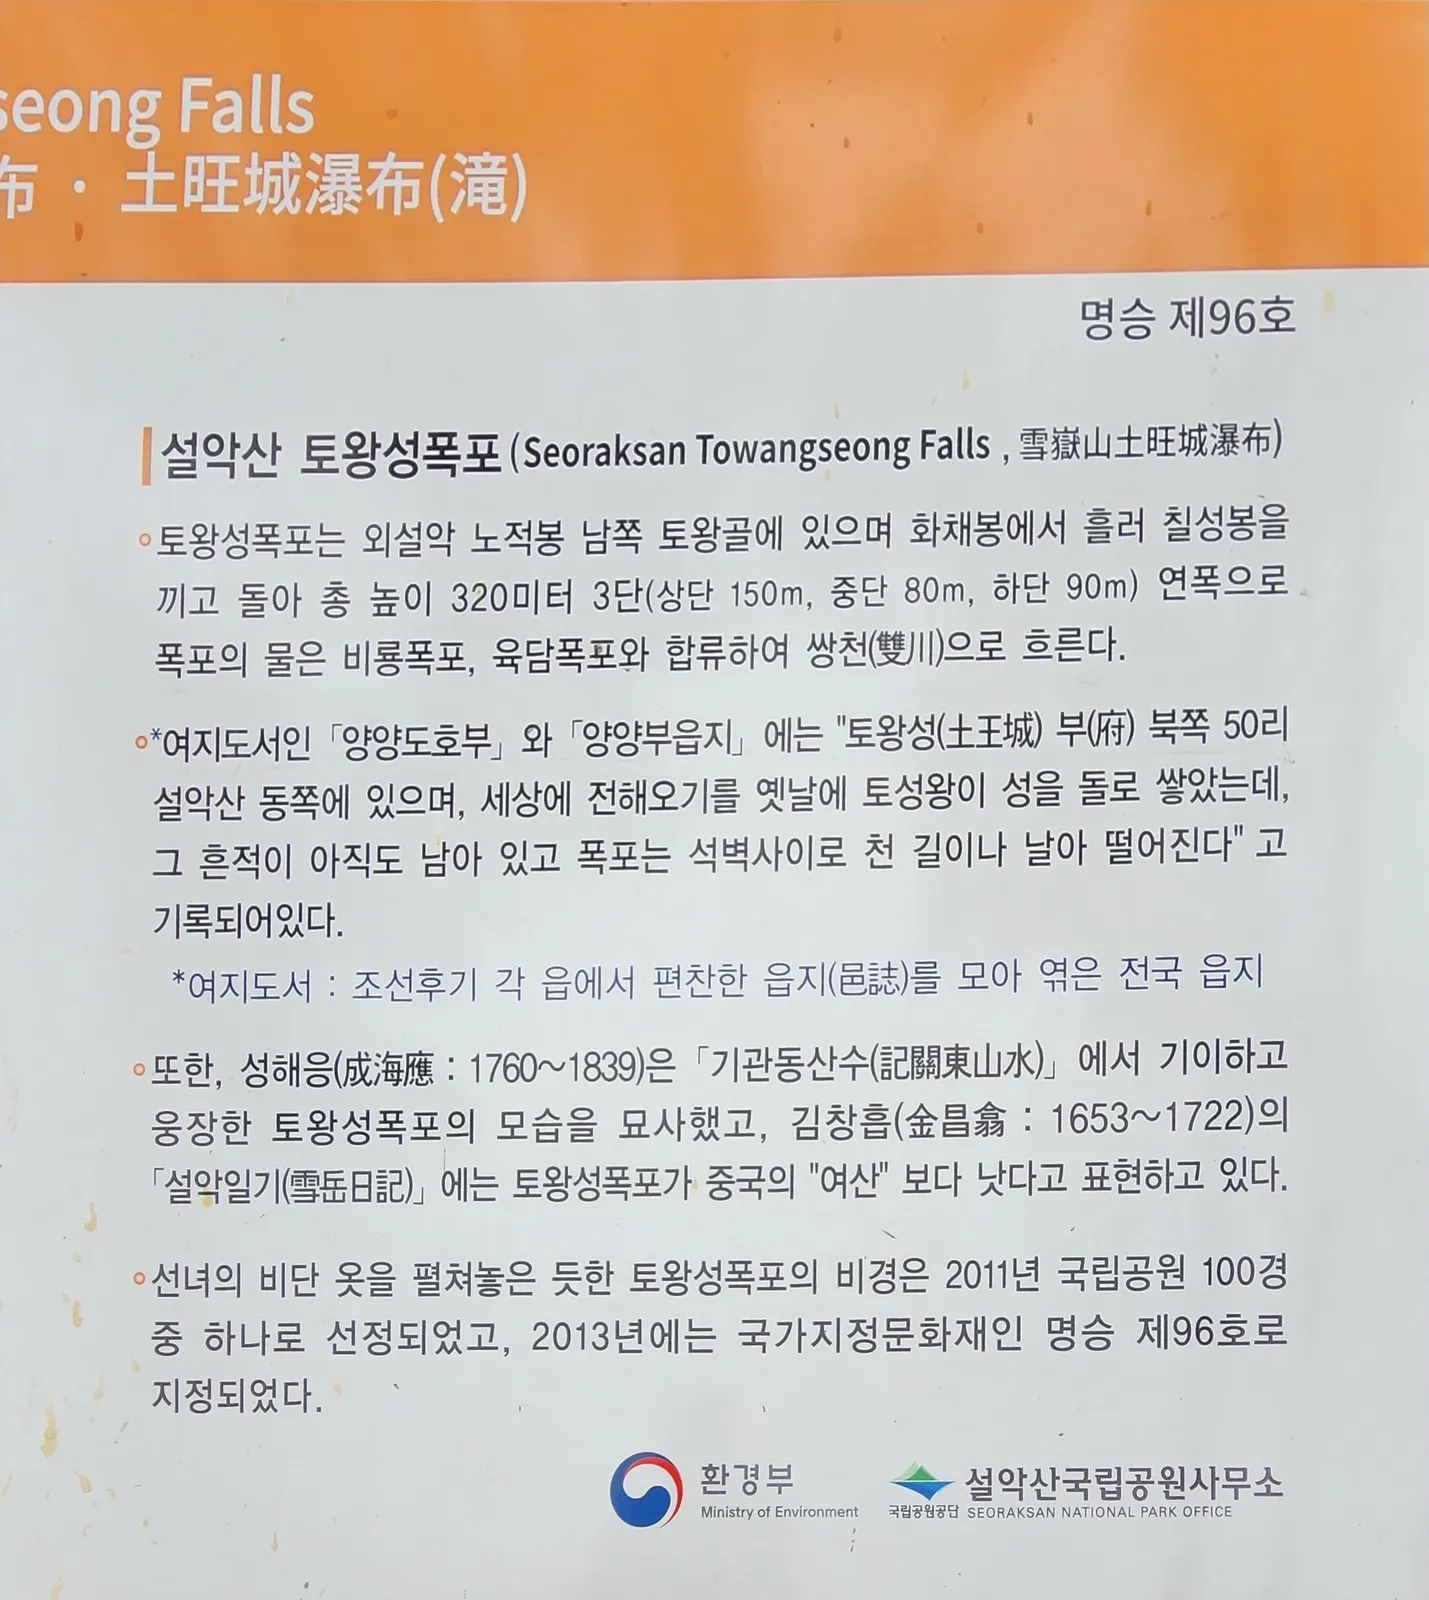 seong Falls
布 · 土旺城瀑布(滝)
명승 제96호
설악산 토왕성폭포 (Seoraksan Towangseong Falls , 雪嶽山土旺城瀑布)
토왕성폭포는 외설악 노적봉 남쪽 토왕골에 있으며 화채봉에서 흘러 칠성봉을
끼고 돌아 총 높이 320미터 3단(상단 150m, 중단 80m, 하단 90m) 연폭으로
폭포의 물은 비룡폭포, 육담폭포와 합류하여 쌍천(雙川)으로 흐른다.
*여지도서인「양양도호부」와「양양부읍지」에는 "토왕성(土王城) 부(府) 북쪽 50리
설악산 동쪽에 있으며, 세상에 전해오기를 옛날에 토성왕이 성을 돌로 쌓았는데,
그 흔적이 아직도 남아 있고 폭포는 석벽사이로 천 길이나 날아 떨어진다" 고
기록되어있다.
*여지도서 : 조선후기 각 읍에서 편찬한 읍지(邑誌)를 모아 엮은 전국 읍지
또한, 성해응(成海應 : 1760~1839)은 「기관동산수(記關東山水)」에서 기이하고
웅장한 토왕성폭포의 모습을 묘사했고, 김창흡(金昌翕 : 1653~1722)의
「설악일기(雪岳日記)」에는 토왕성폭포가 중국의 "여산" 보다 낫다고 표현하고 있다.
선녀의 비단 옷을 펼쳐놓은 듯한 토왕성폭포의 비경은 2011년 국립공원 100경
중 하나로 선정되었고, 2013년에는 국가지정문화재인 명승 제96호로
지정되었다.
환경부
Ministry of Environment
국립공원공단
설악산국립공원사무소
SEORAKSAN NATIONAL PARK OFFICE